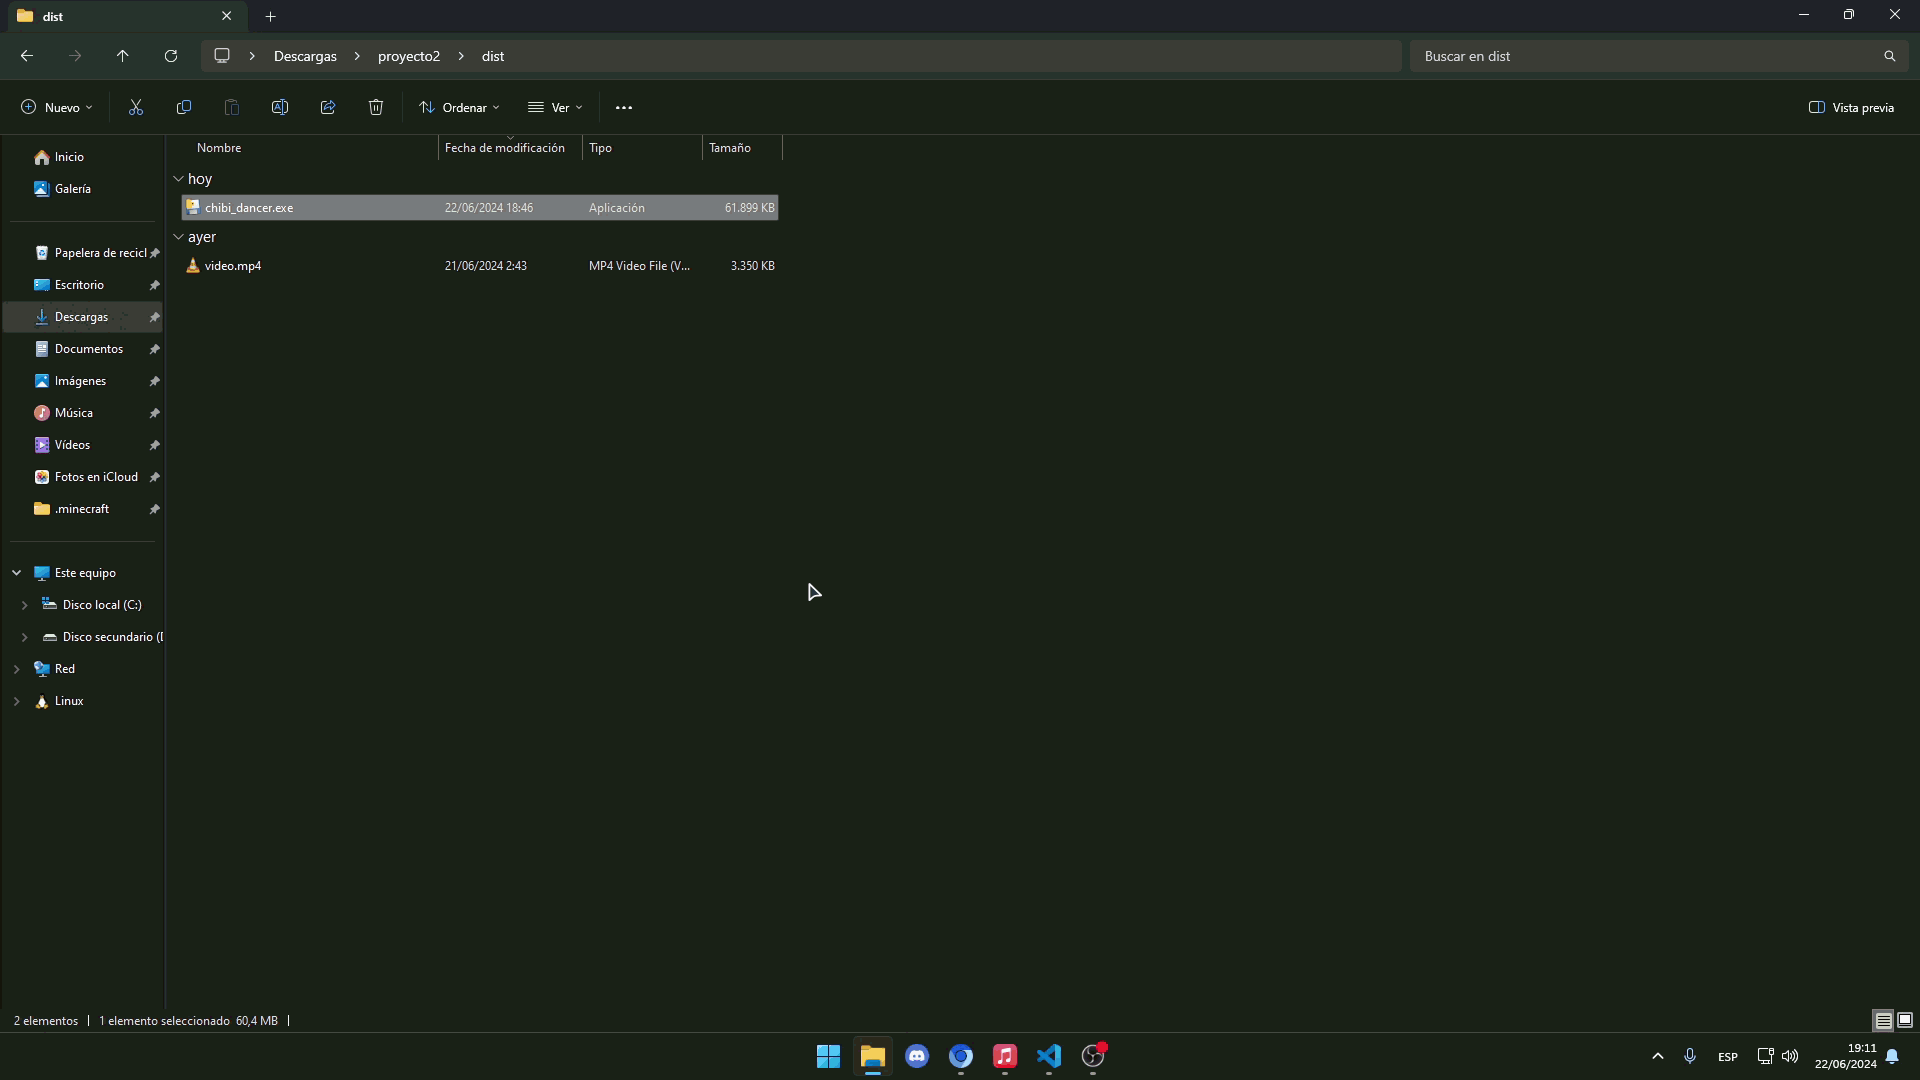 dist
Descargas > proyecto2 > dist
Buscar en dist
Nuevo
Ordenar
Ver
Vista previa
Nombre
Fecha de modificación
Tipo
Tamaño
hoy
chibi_dancer.exe 22/06/2024 18:46 Aplicación 61.899 KB
ayer
video.mp4 21/06/2024 2:43 MP4 Video File (V... 3.350 KB
Inicio
Galería
Papelera de recicl
Escritorio
Descargas
Documentos
Imágenes
Música
Vídeos
Fotos en iCloud
.minecraft
Este equipo
Disco local (C:)
Disco secundario (D
Red
Linux
2 elementos | 1 elemento seleccionado 60,4 MB |
ESP
19:11
22/06/2024